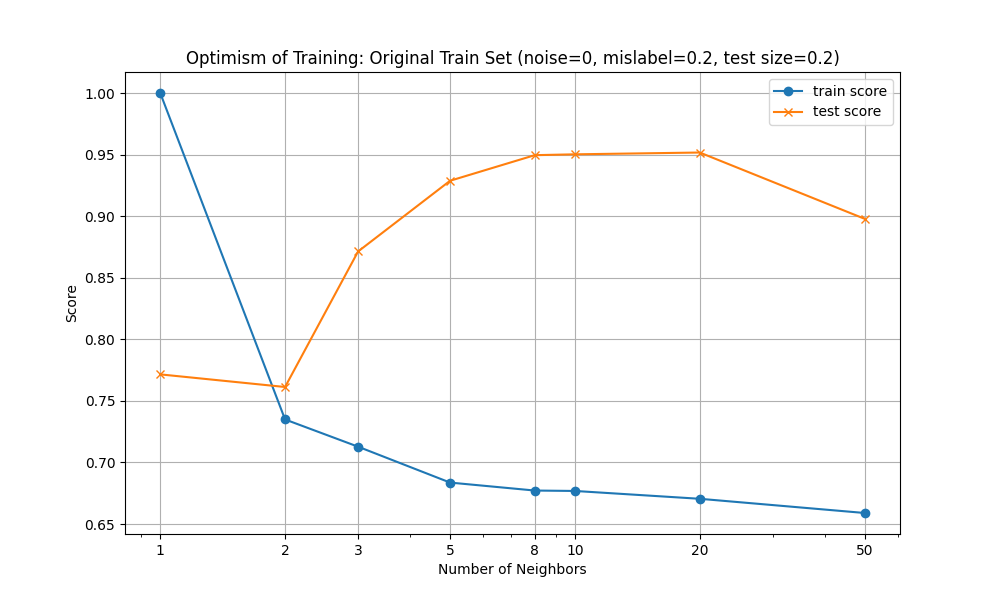 Optimism of Training: Original Train Set (noise=0, mislabel=0.2, test size=0.2)
train score
test score
1.00
0.95
0.90
0.85
0.80
0.75
0.70
0.65
Score
1 2 3 5 8 10 20 50
Number of Neighbors